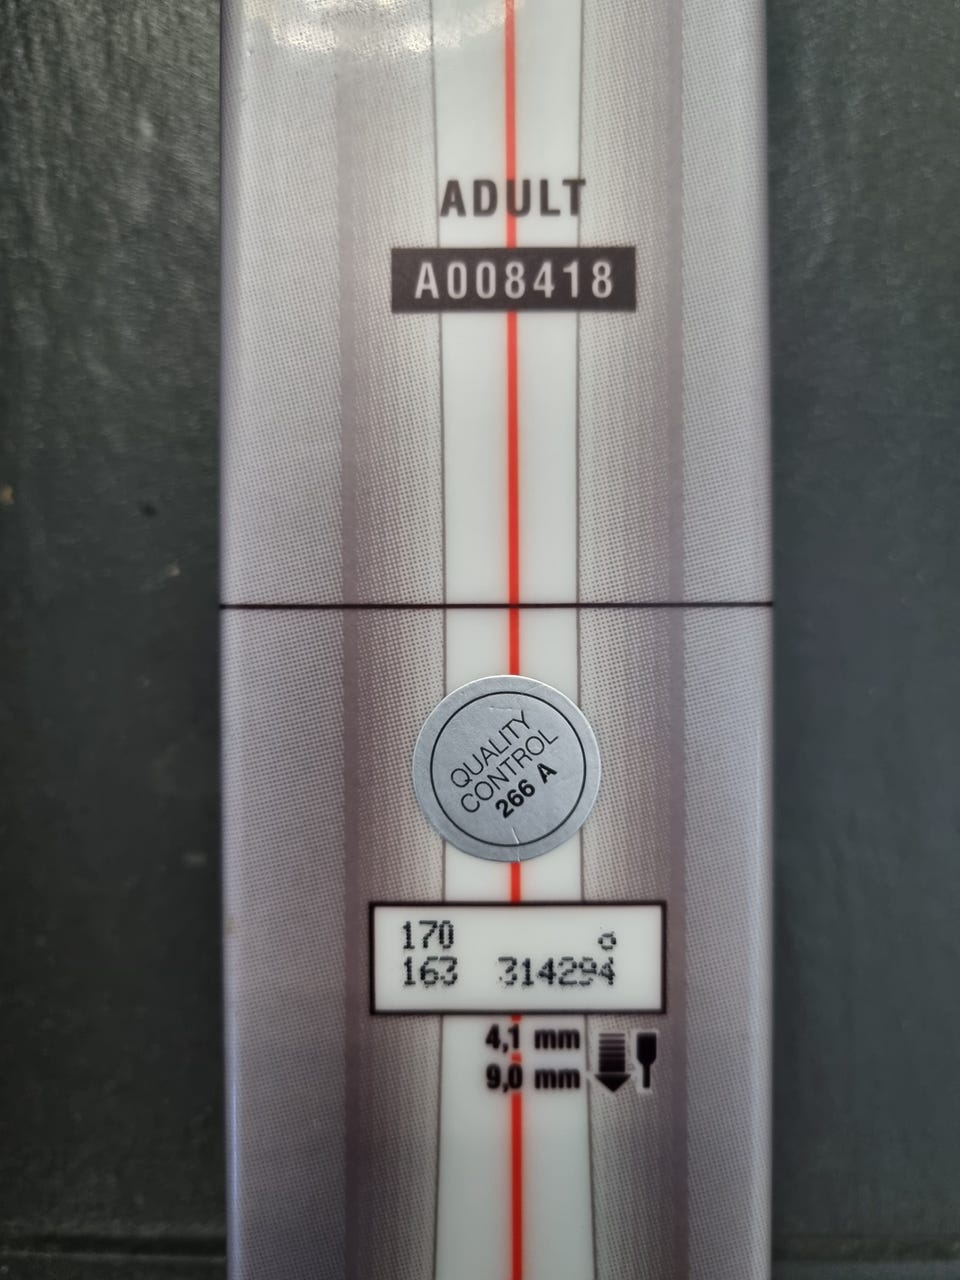 ADULT
A008418
QUALITY
CONTROL
266 A
170 o
163 314294
4,1 mm
9,0 mm